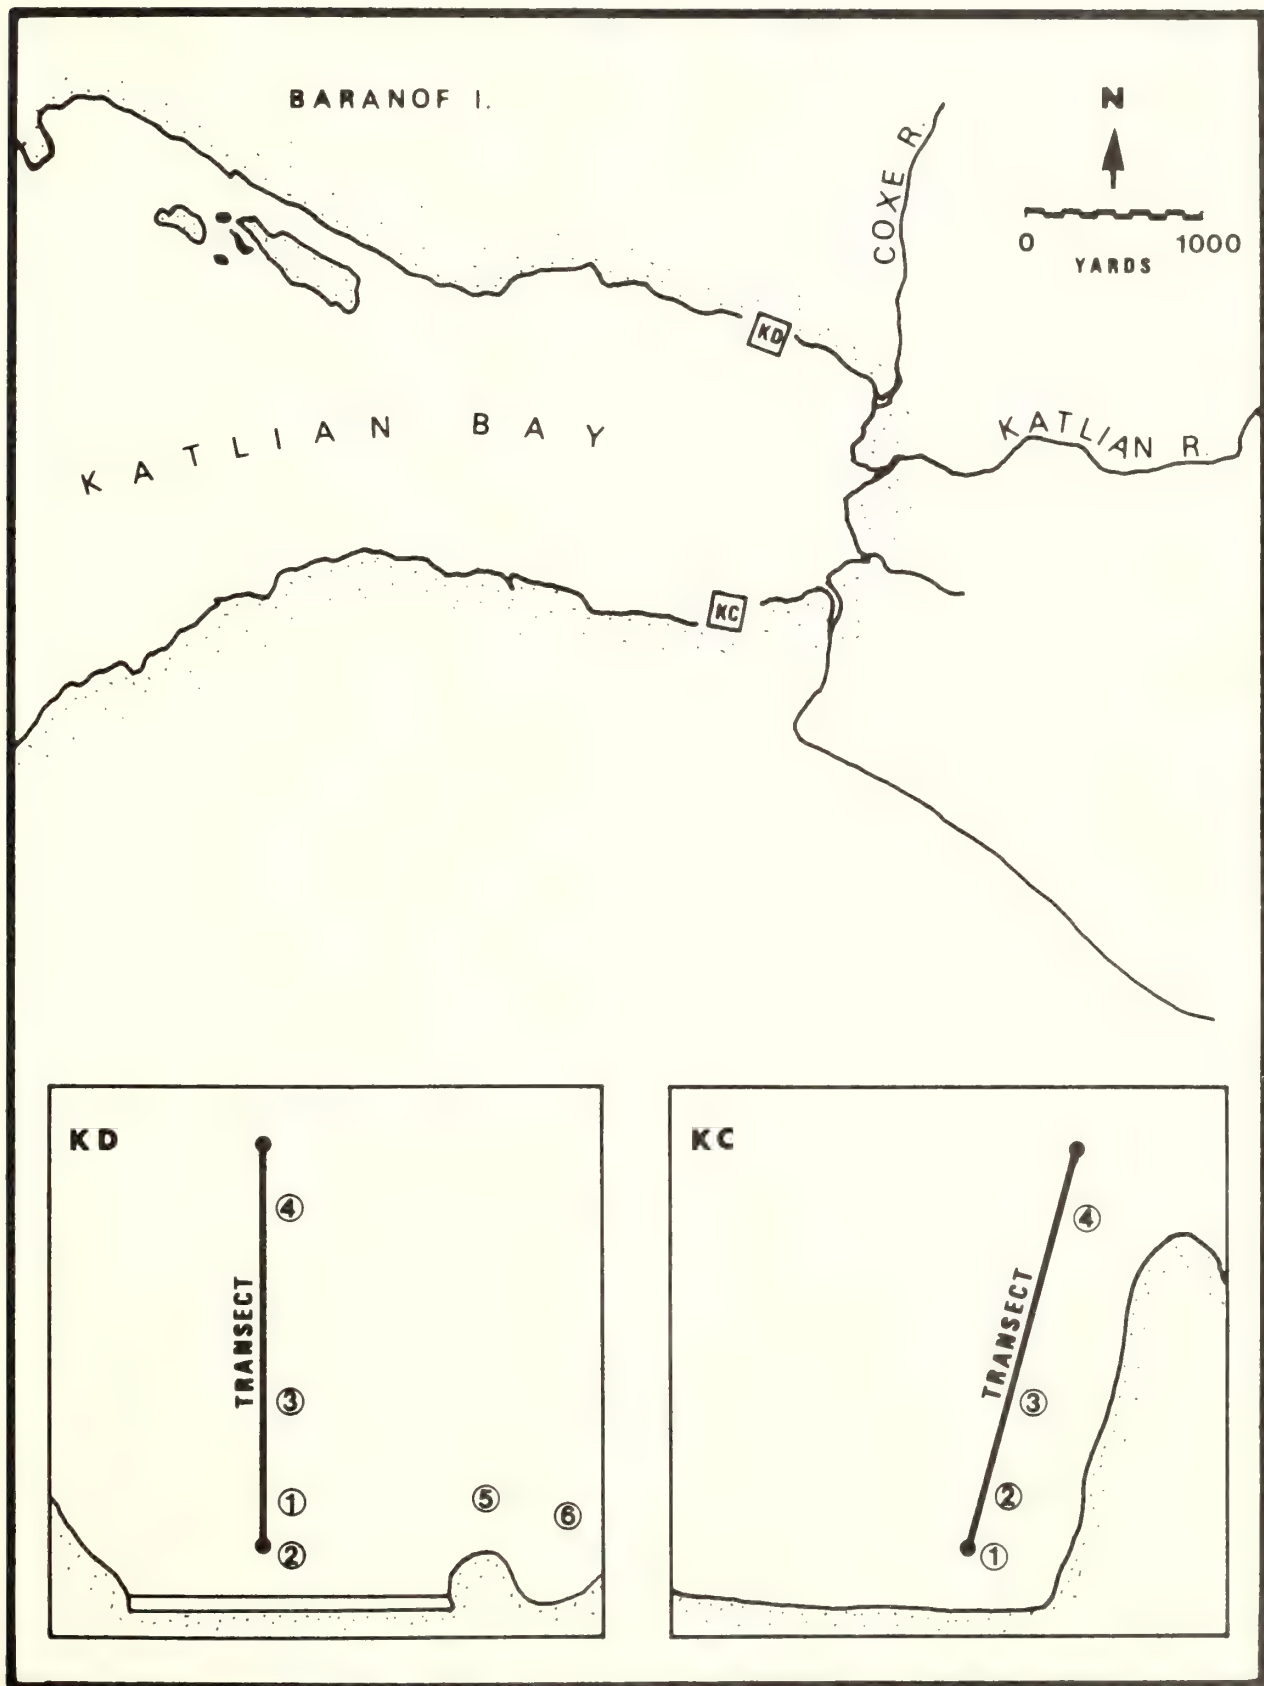 BARANOF I.
N
0 1000
YARDS
COXE R.
KD
KATLIAN R.
KATLIAN BAY
KC
KD
4
TRANSECT
3
1
2
5
6
KC
4
TRANSECT
3
2
1